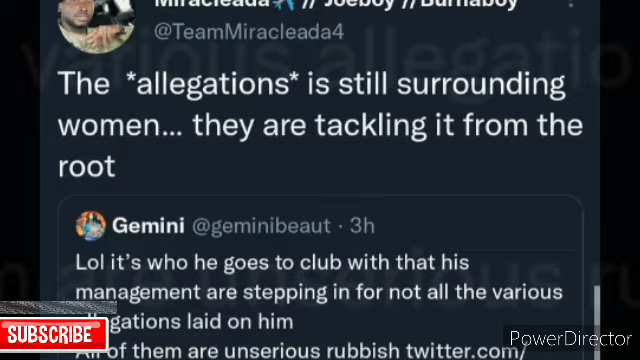 Miracleada✈️ // Joeboy //Burnaboy
@TeamMiracleada4
The *allegations* is still surrounding
women... they are tackling it from the
root
Gemini @geminibeaut · 3h
Lol it's who he goes to club with that his
management are stepping in for not all the various
allegations laid on him
All of them are unserious rubbish twitter.com/
SUBSCRIBE
PowerDirector